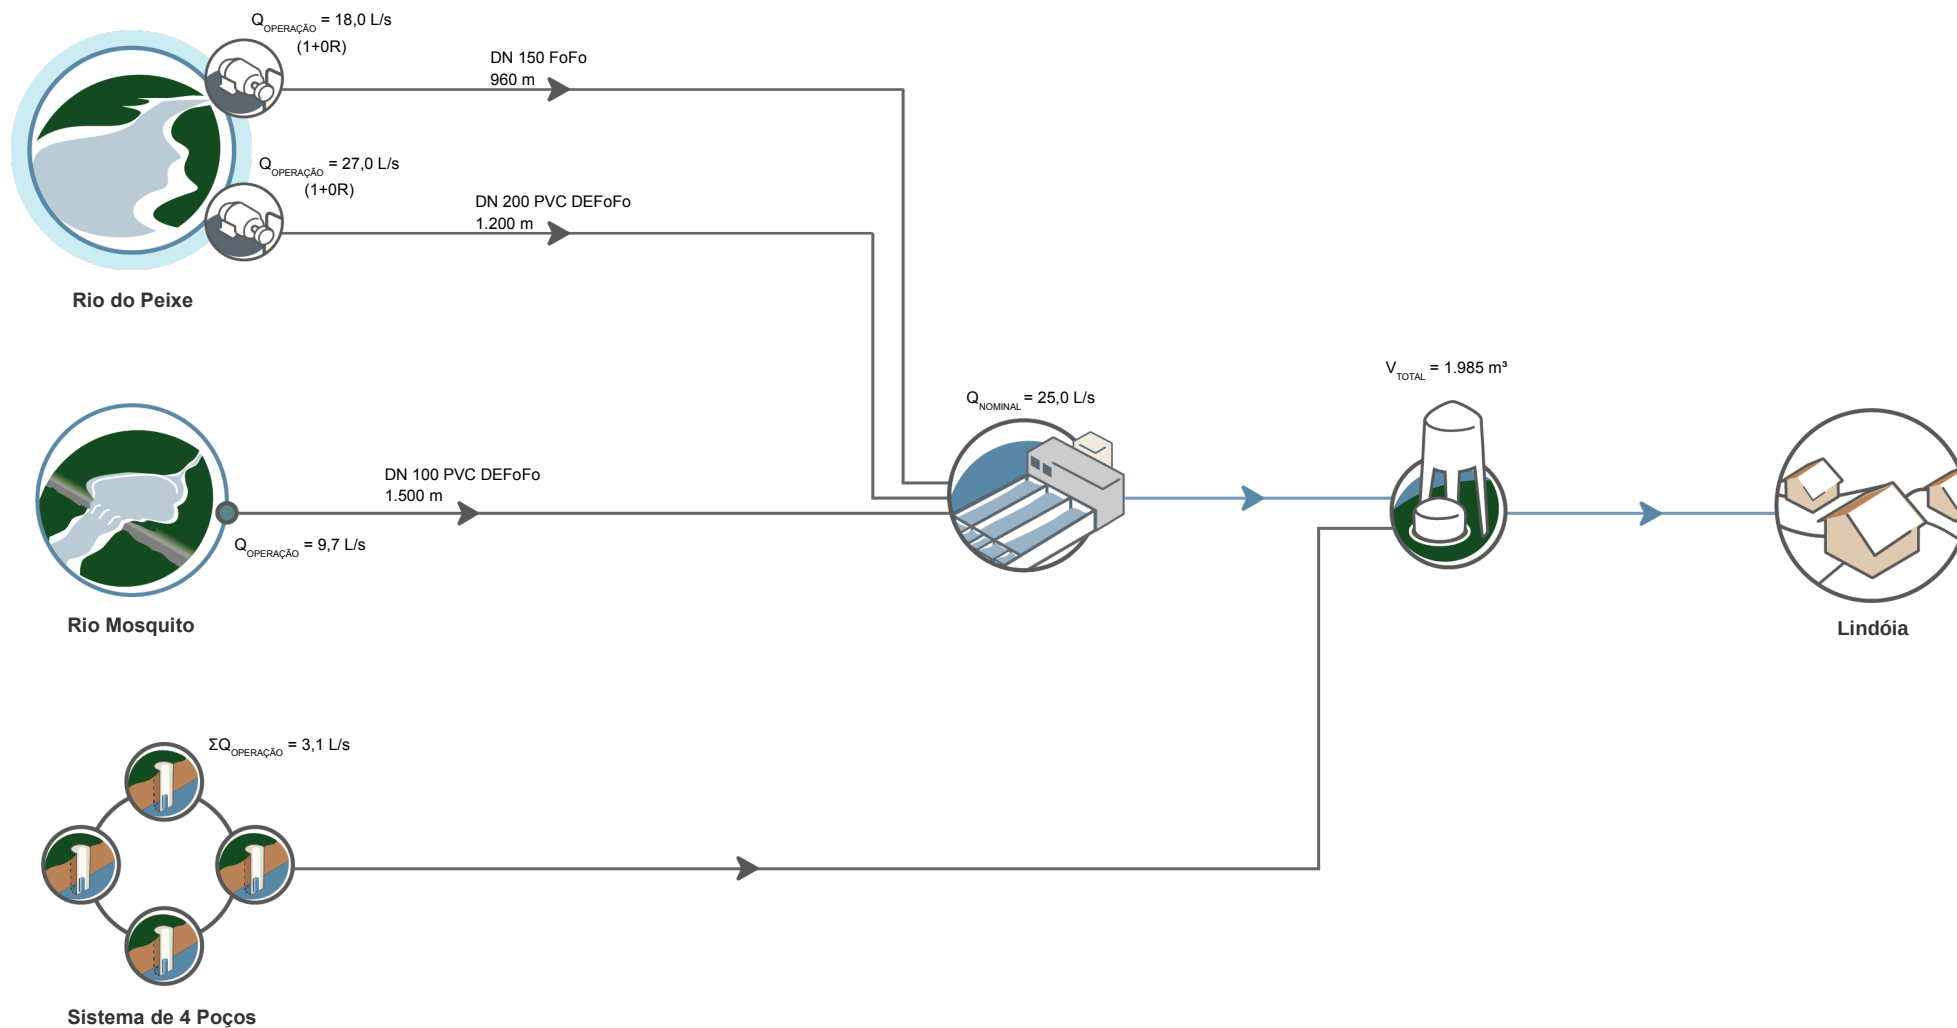 Q OPERAÇÃO = 18,0 L/s
(1+0R)
DN 150 FoFo
960 m
Q OPERAÇÃO = 27,0 L/s
(1+0R)
DN 200 PVC DEFoFo
1.200 m
Rio do Peixe
V TOTAL = 1.985 m³
Q NOMINAL = 25,0 L/s
DN 100 PVC DEFoFo
1.500 m
Q OPERAÇÃO = 9,7 L/s
Rio Mosquito
Lindóia
ΣQ OPERAÇÃO = 3,1 L/s
Sistema de 4 Poços